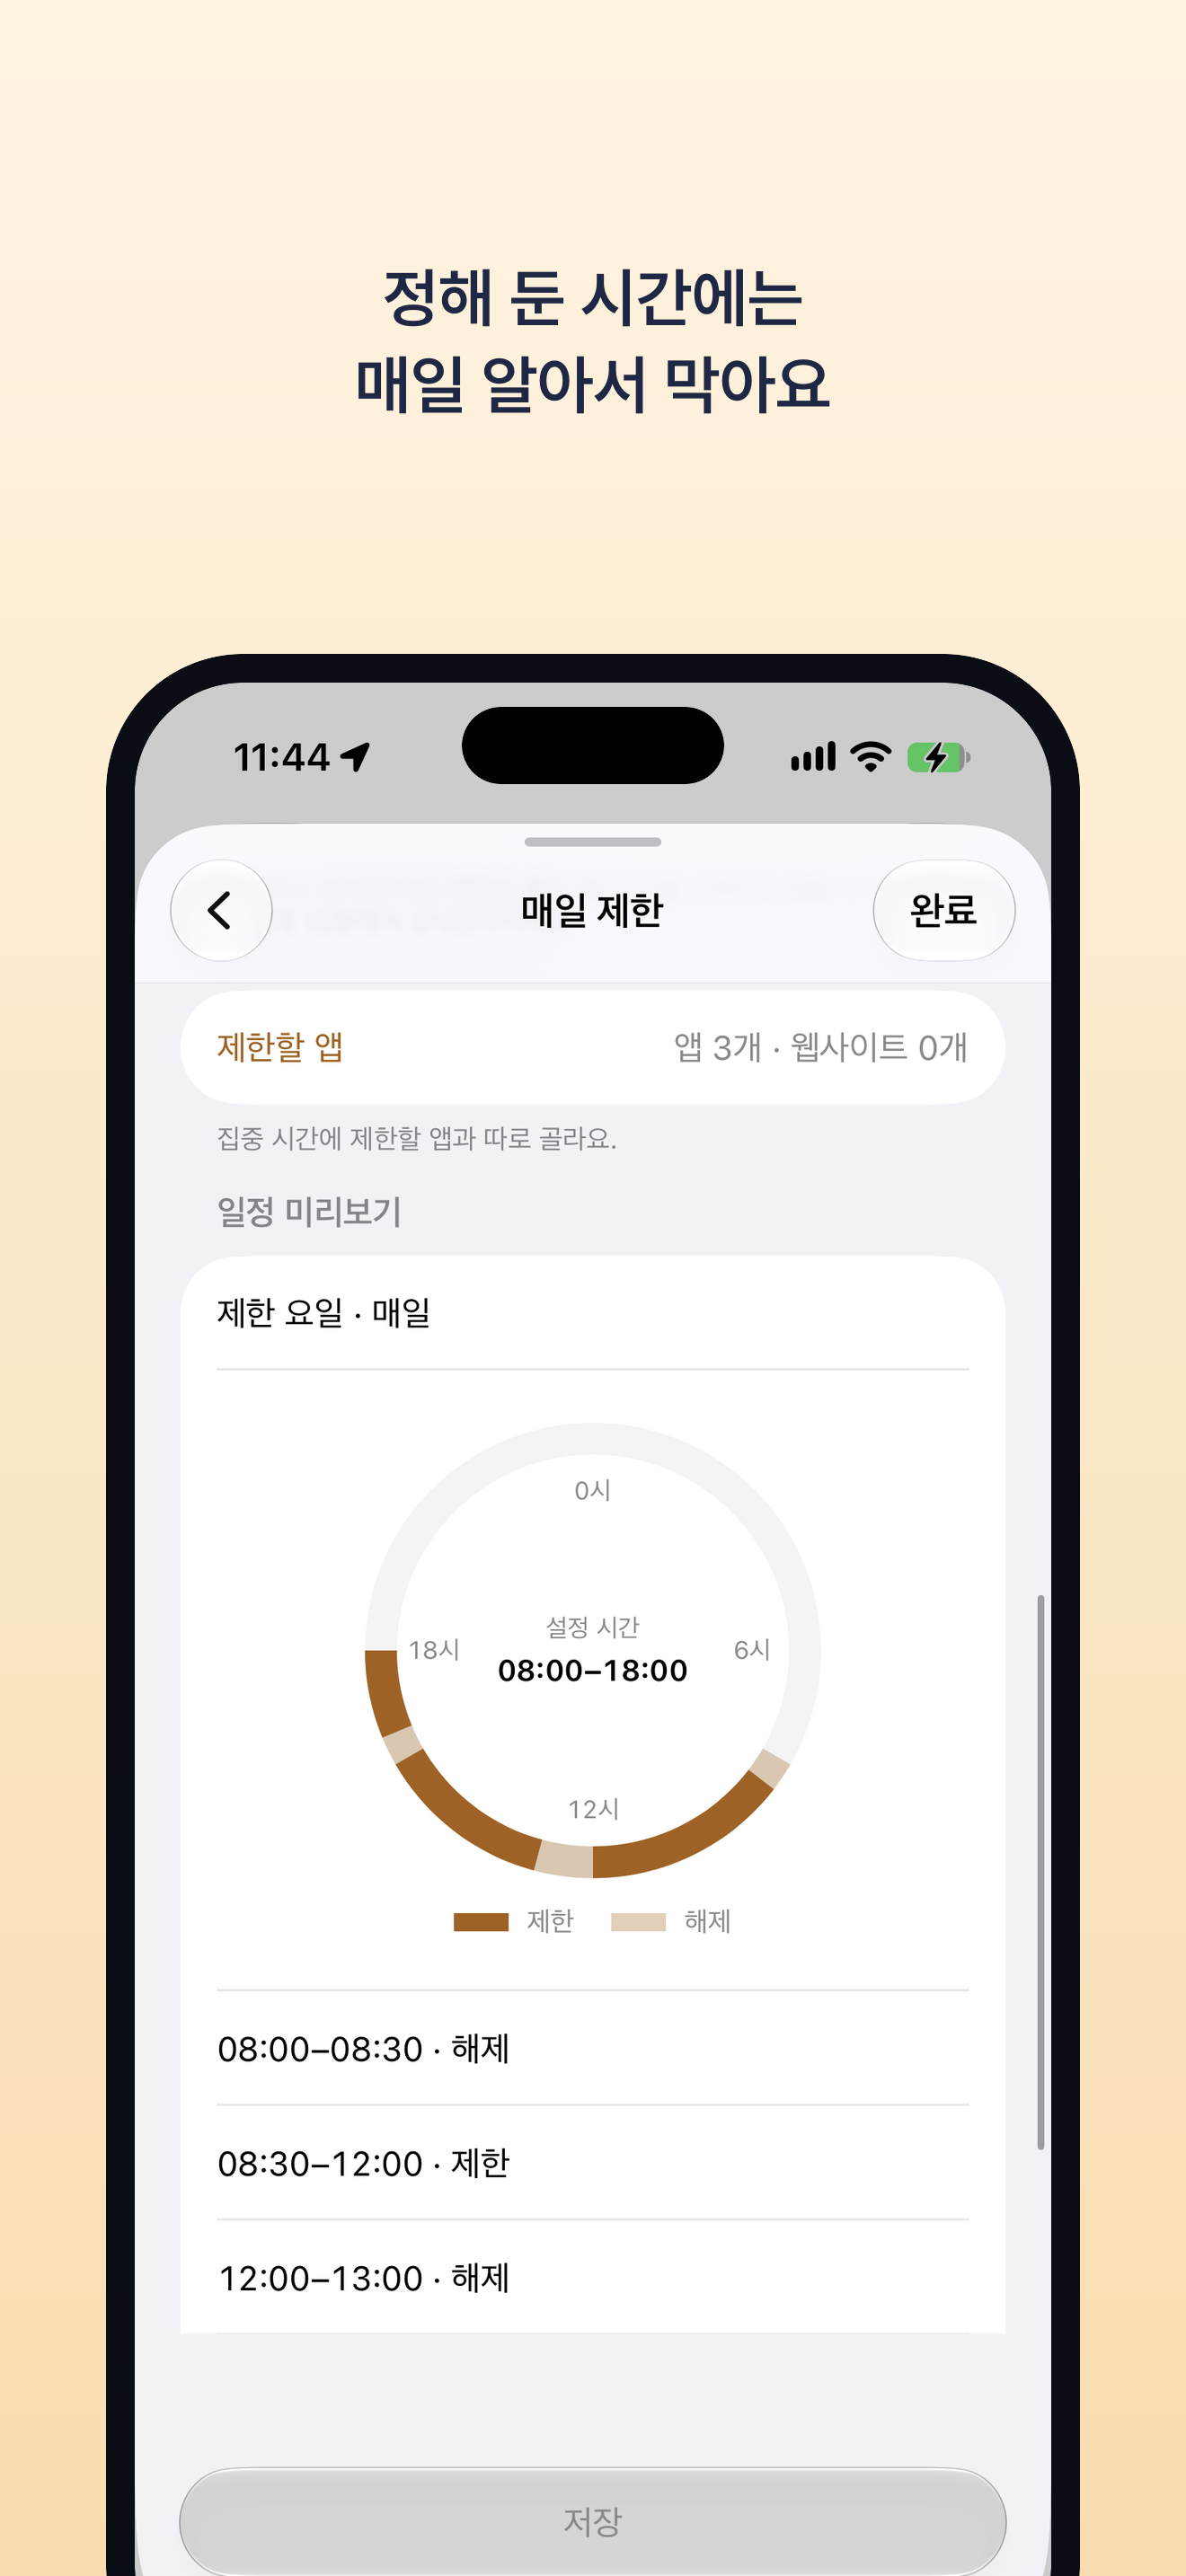 정해 둔 시간에는
매일 알아서 막아요
11:44
매일 제한
완료
제한할 앱
앱 3개 · 웹사이트 0개
집중 시간에 제한할 앱과 따로 골라요.
일정 미리보기
제한 요일 · 매일
0시
설정 시간
18시
6시
08:00–18:00
12시
제한
해제
08:00–08:30 · 해제
08:30–12:00 · 제한
12:00–13:00 · 해제
저장